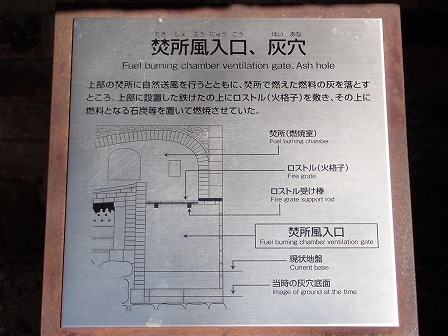 たき しょ ふう にゅう こう はい あな
焚所風入口、灰穴
Fuel burning chamber ventilation gate, Ash hole
上部の焚所に自然送風を行うとともに、焚所で燃えた燃料の灰を落とす
ところ。上部に設置した鉄けたの上にロストル(火格子)を敷き、その上に
燃料となる石炭等を置いて燃焼させていた。
焚所(燃焼室)
Fuel burning chamber
ロストル(火格子)
Fire grate
ロストル受け棒
Fire grate support rod
焚所風入口
Fuel burning chamber ventilation gate
現状地盤
Current base
当時の灰穴底面
Image of ground at the time